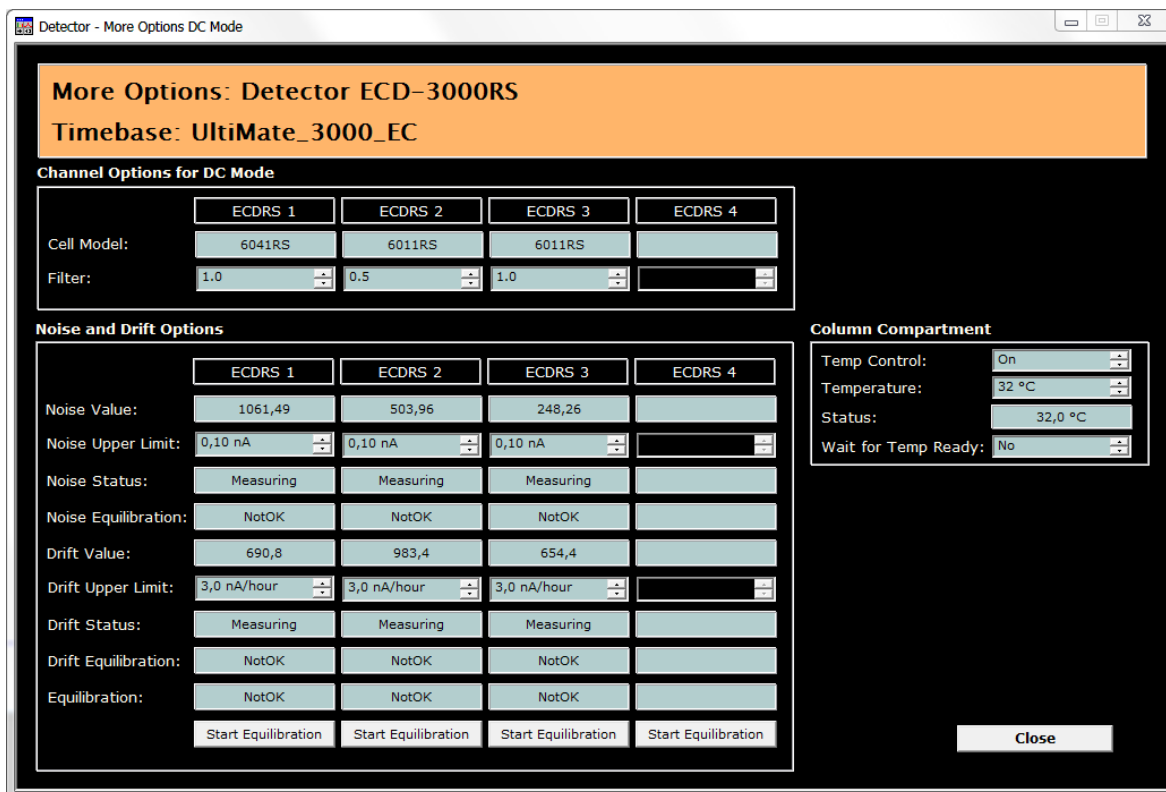 Detector - More Options DC Mode
More Options: Detector ECD-3000RS
Timebase: UltiMate_3000_EC
Channel Options for DC Mode
ECDRS 1 ECDRS 2 ECDRS 3 ECDRS 4
Cell Model: 6041RS 6011RS 6011RS
Filter: 1.0 0.5 1.0
Noise and Drift Options
ECDRS 1 ECDRS 2 ECDRS 3 ECDRS 4
Noise Value: 1061,49 503,96 248,26
Noise Upper Limit: 0,10 nA 0,10 nA 0,10 nA
Noise Status: Measuring Measuring Measuring
Noise Equilibration: NotOK NotOK NotOK
Drift Value: 690,8 983,4 654,4
Drift Upper Limit: 3,0 nA/hour 3,0 nA/hour 3,0 nA/hour
Drift Status: Measuring Measuring Measuring
Drift Equilibration: NotOK NotOK NotOK
Equilibration: NotOK NotOK NotOK
Start Equilibration Start Equilibration Start Equilibration Start Equilibration
Column Compartment
Temp Control: On
Temperature: 32 °C
Status: 32,0 °C
Wait for Temp Ready: No
Close